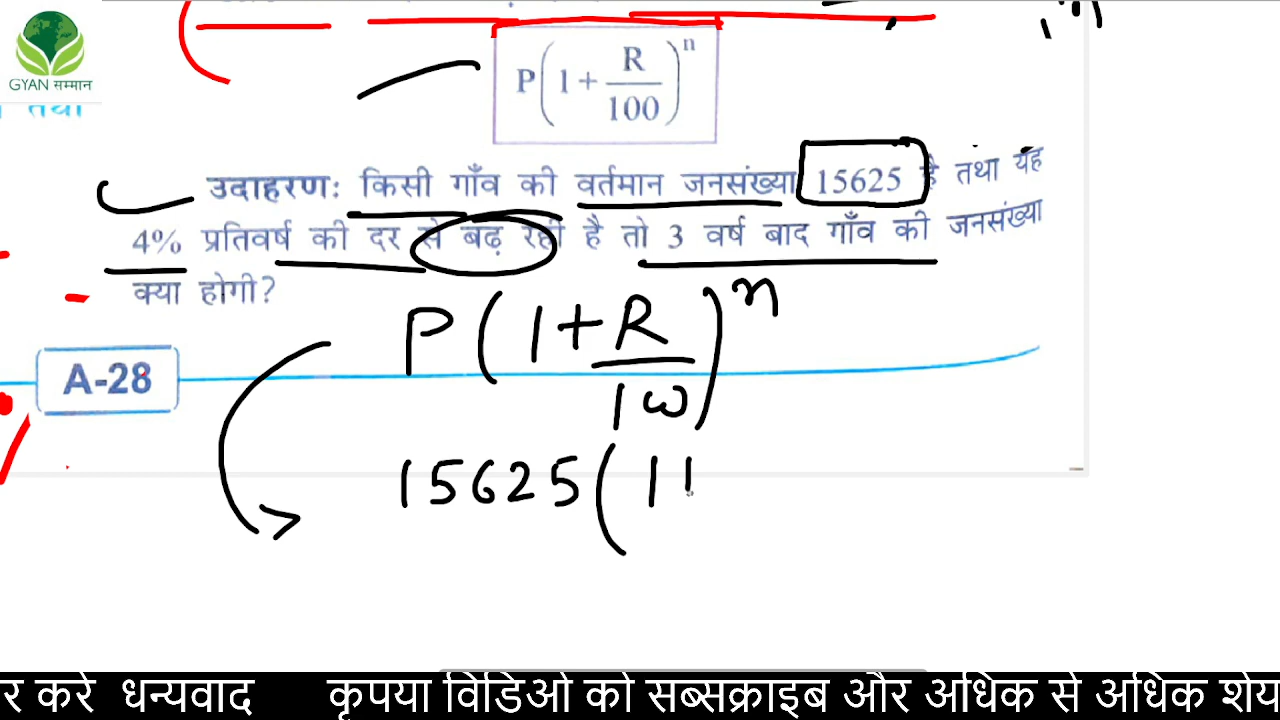 GYAN सम्मान
तथा
P(1 + R/100)^n
उदाहरण: किसी गाँव की वर्तमान जनसंख्या 15625 है तथा यह
4% प्रतिवर्ष की दर से बढ़ रही है तो 3 वर्ष बाद गाँव की जनसंख्या
क्या होगी?
P(1+R/100)^n
A-28
15625(1
र करे धन्यवाद कृपया विडिओ को सब्सक्राइब और अधिक से अधिक शेय